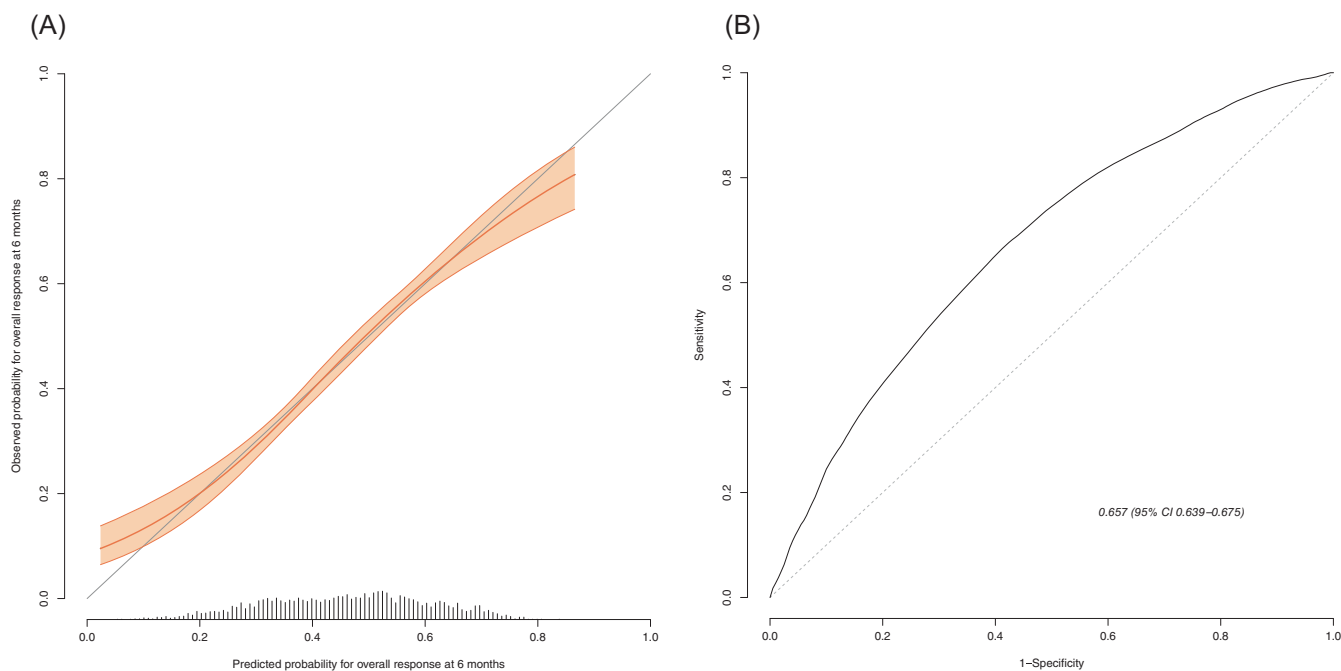 (A)
Observed probability for overall response at 6 months
1.0
0.8
0.6
0.4
0.2
0.0
0.0 0.2 0.4 0.6 0.8 1.0
Predicted probability for overall response at 6 months
(B)
Sensitivity
1.0
0.8
0.6
0.4
0.2
0.0
0.657 (95% CI 0.639–0.675)
0.0 0.2 0.4 0.6 0.8 1.0
1−Specificity